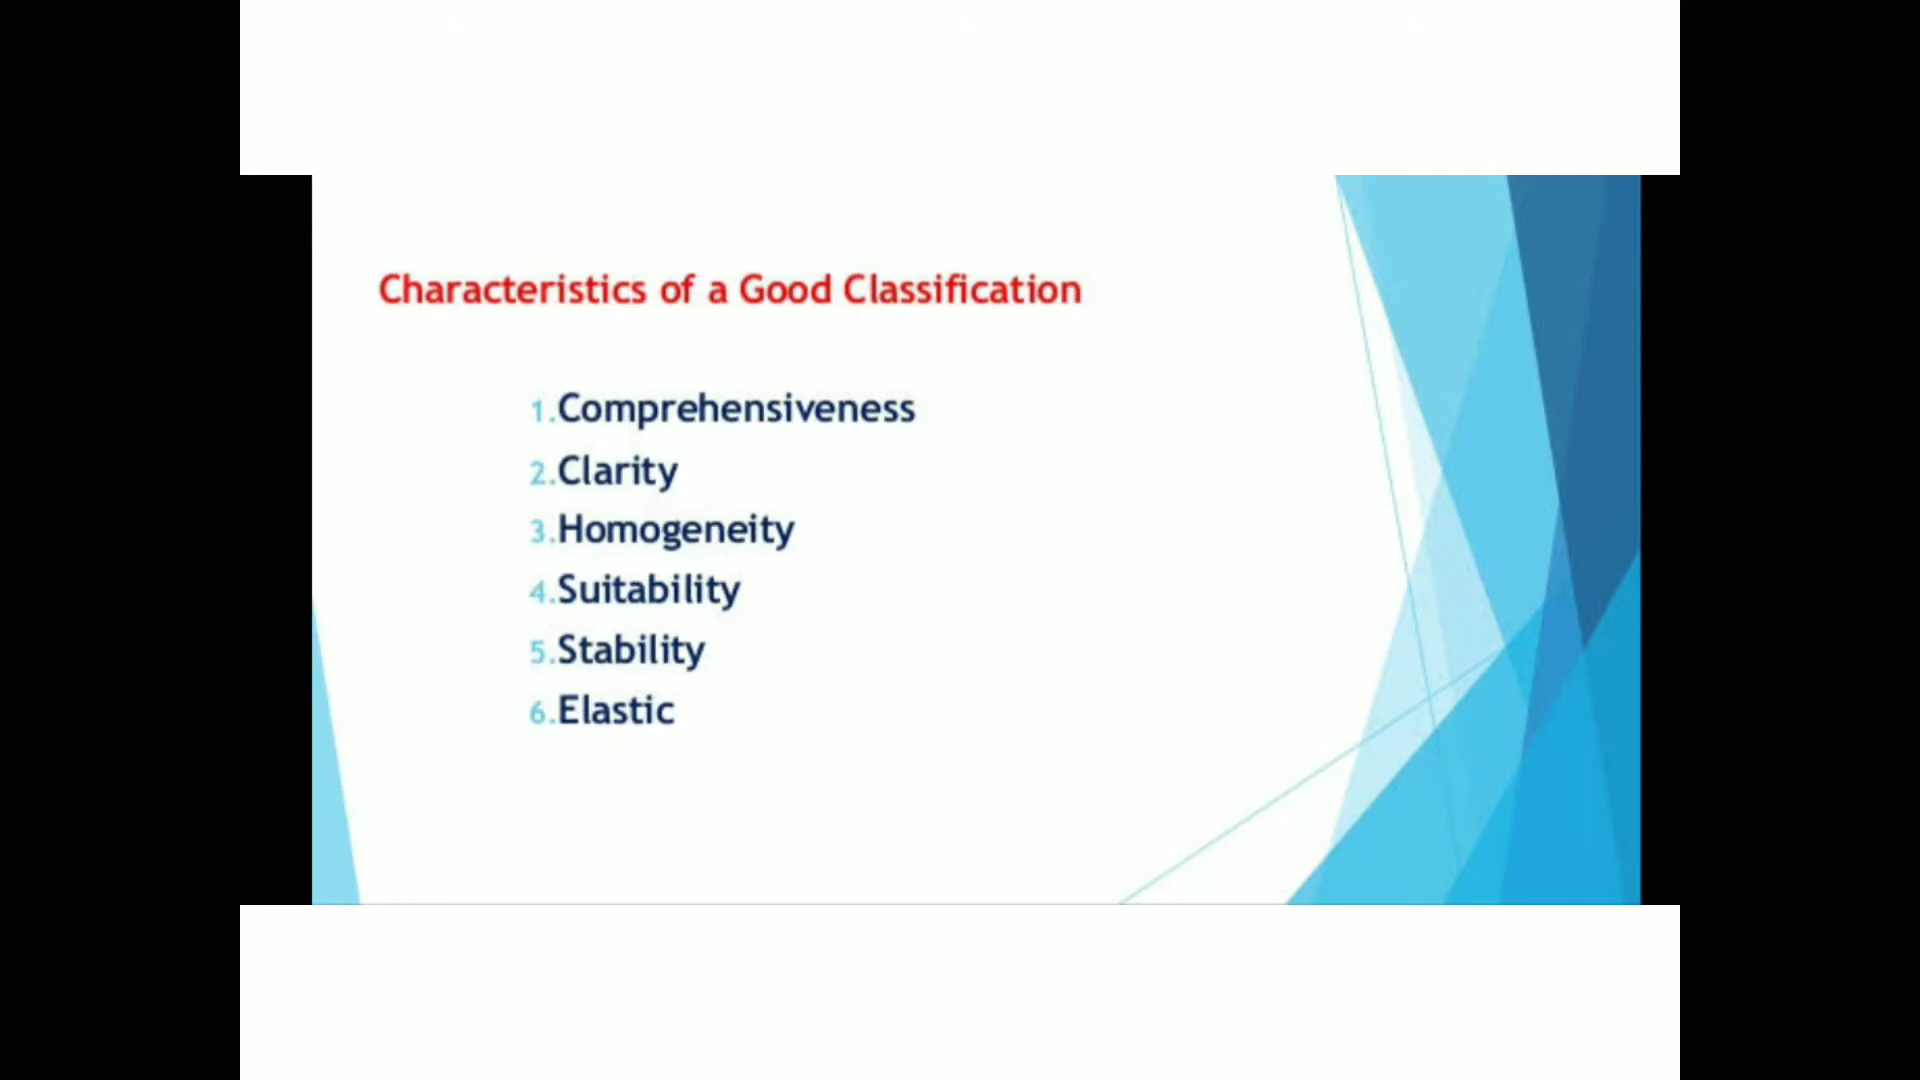 Characteristics of a Good Classification
1.Comprehensiveness
2.Clarity
3.Homogeneity
4.Suitability
5.Stability
6.Elastic